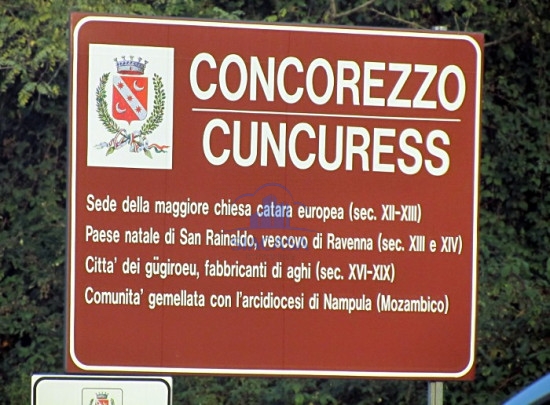 CONCOREZZO
CUNCURESS
Sede della maggiore chiesa catara europea (sec. XII-XIII)
Paese natale di San Rainaldo, vescovo di Ravenna (sec. XIII e XIV)
Citta' dei gügiroeu, fabbricanti di aghi (sec. XVI-XIX)
Comunita' gemellata con l'arcidiocesi di Nampula (Mozambico)